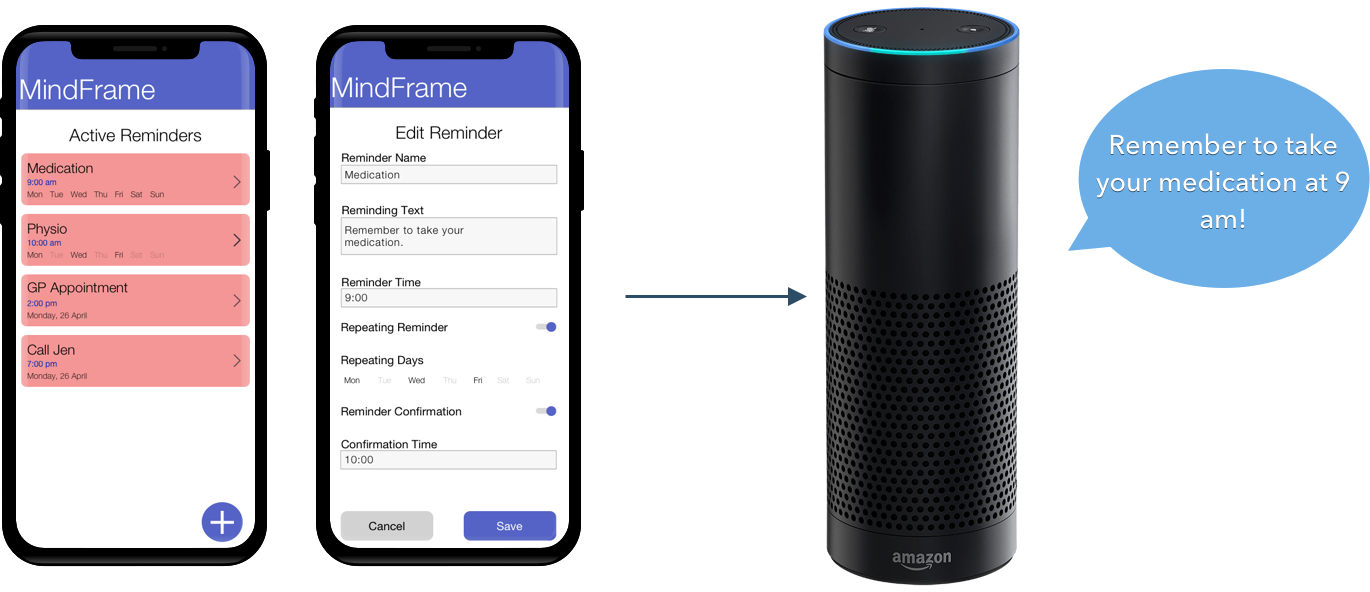 MindFrame
Active Reminders
Medication
9:00 am
Mon Tue Wed Thu Fri Sat Sun
Physio
10:00 am
Mon Tue Wed Thu Fri Sat Sun
GP Appointment
2:00 pm
Monday, 26 April
Call Jen
7:00 pm
Monday, 26 April
MindFrame
Edit Reminder
Reminder Name
Medication
Reminding Text
Remember to take your
medication.
Reminder Time
9:00
Repeating Reminder
Repeating Days
Mon Tue Wed Thu Fri Sat Sun
Reminder Confirmation
Confirmation Time
10:00
Cancel Save
amazon
Remember to take
your medication at 9
am!